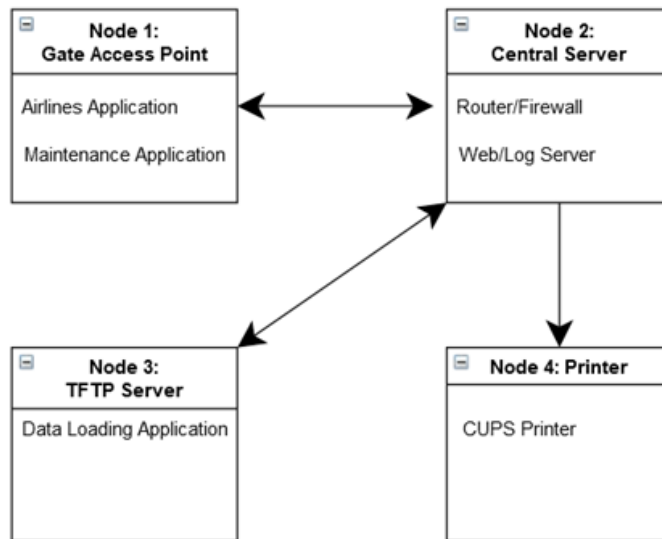 Node 1:
Gate Access Point
Airlines Application
Maintenance Application
Node 2:
Central Server
Router/Firewall
Web/Log Server
Node 3:
TFTP Server
Data Loading Application
Node 4: Printer
CUPS Printer